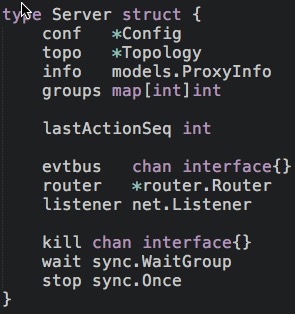 type Server struct {
    conf   *Config
    topo   *Topology
    info   models.ProxyInfo
    groups map[int]int

    lastActionSeq int

    evtbus   chan interface{}
    router   *router.Router
    listener net.Listener

    kill chan interface{}
    wait sync.WaitGroup
    stop sync.Once
}